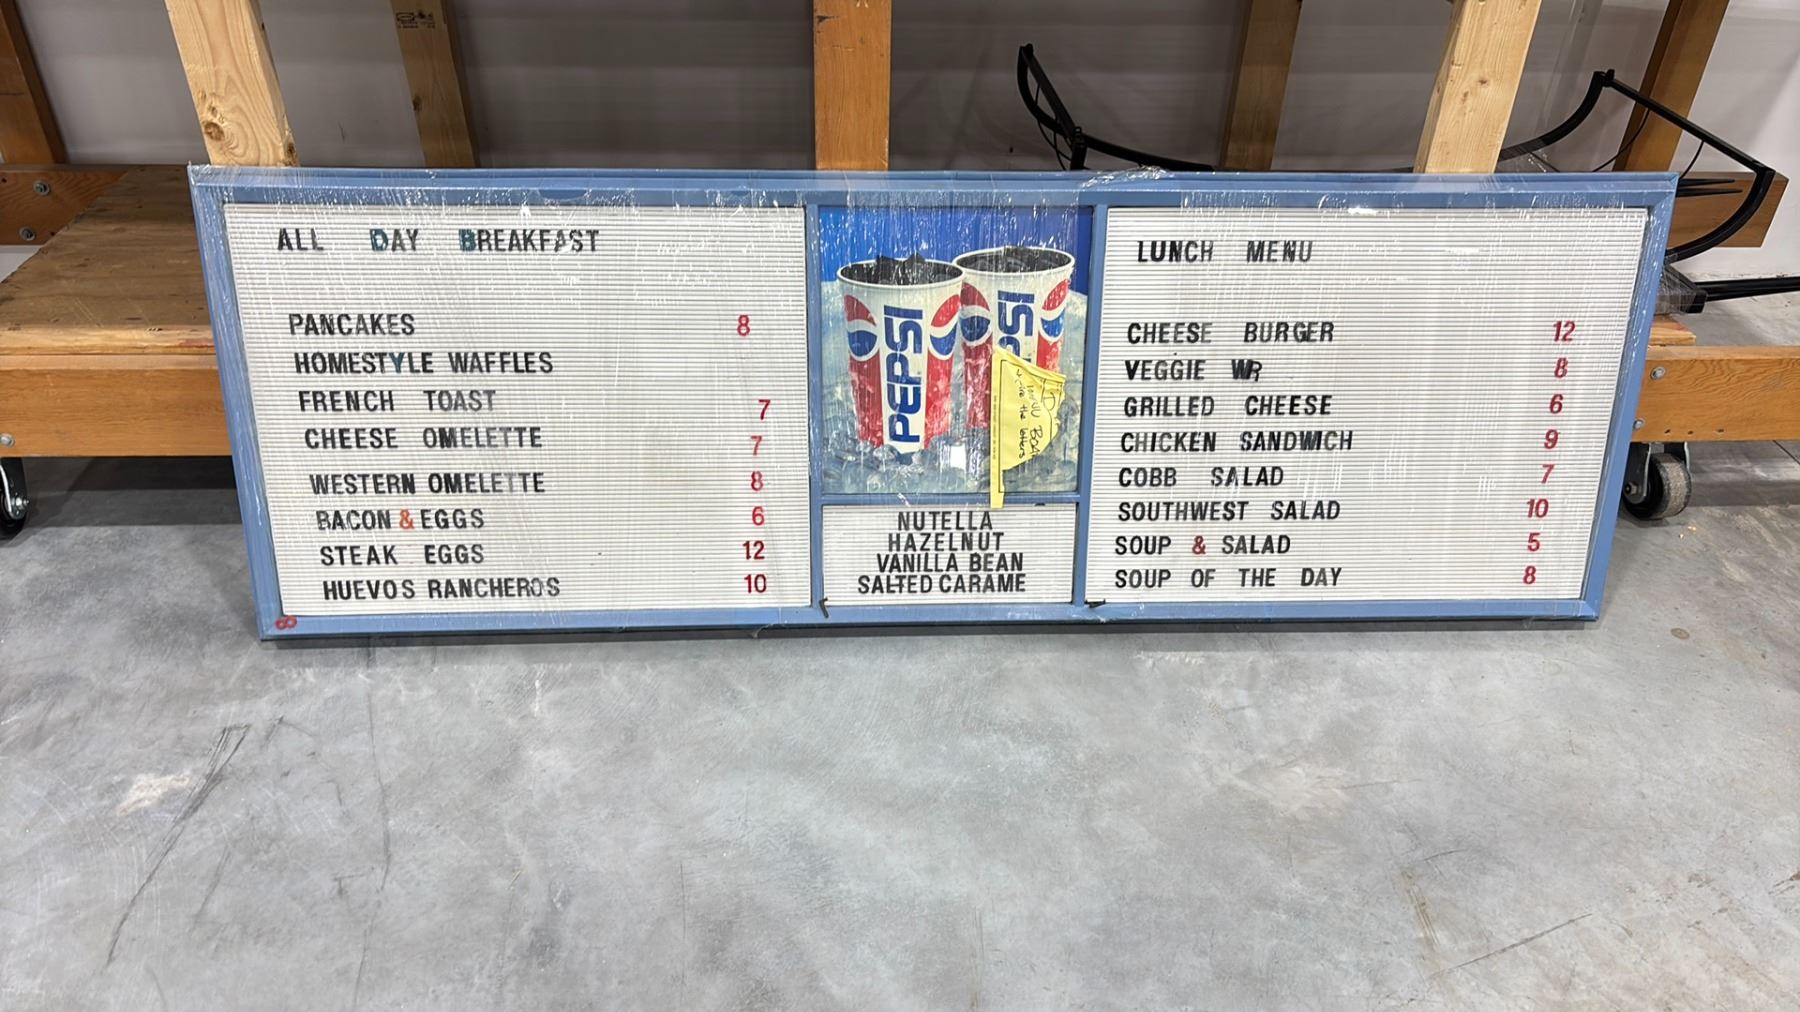 ALL DAY BREAKFAST
PANCAKES 8
HOMESTYLE WAFFLES
FRENCH TOAST 7
CHEESE OMELETTE 7
WESTERN OMELETTE 8
BACON & EGGS 6
STEAK EGGS 12
HUEVOS RANCHEROS 10
8
PEPSI
PEPSI
NUTELLA
HAZELNUT
VANILLA BEAN
SALTED CARAME
LUNCH MENU
CHEESE BURGER 12
VEGGIE WR 8
GRILLED CHEESE 6
CHICKEN SANDWICH 9
COBB SALAD 7
SOUTHWEST SALAD 10
SOUP & SALAD 5
SOUP OF THE DAY 8